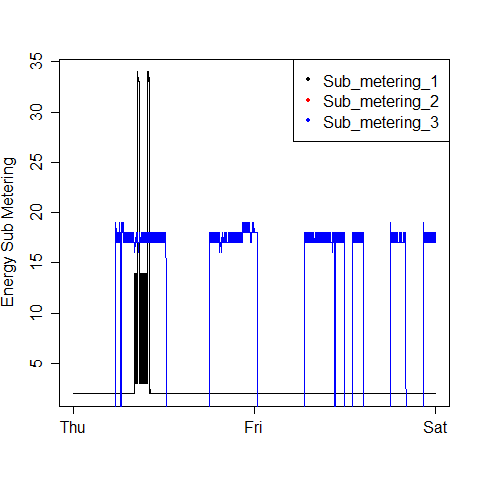 Sub_metering_1
Sub_metering_2
Sub_metering_3
Energy Sub Metering
35
30
25
20
15
10
5
Thu Fri Sat